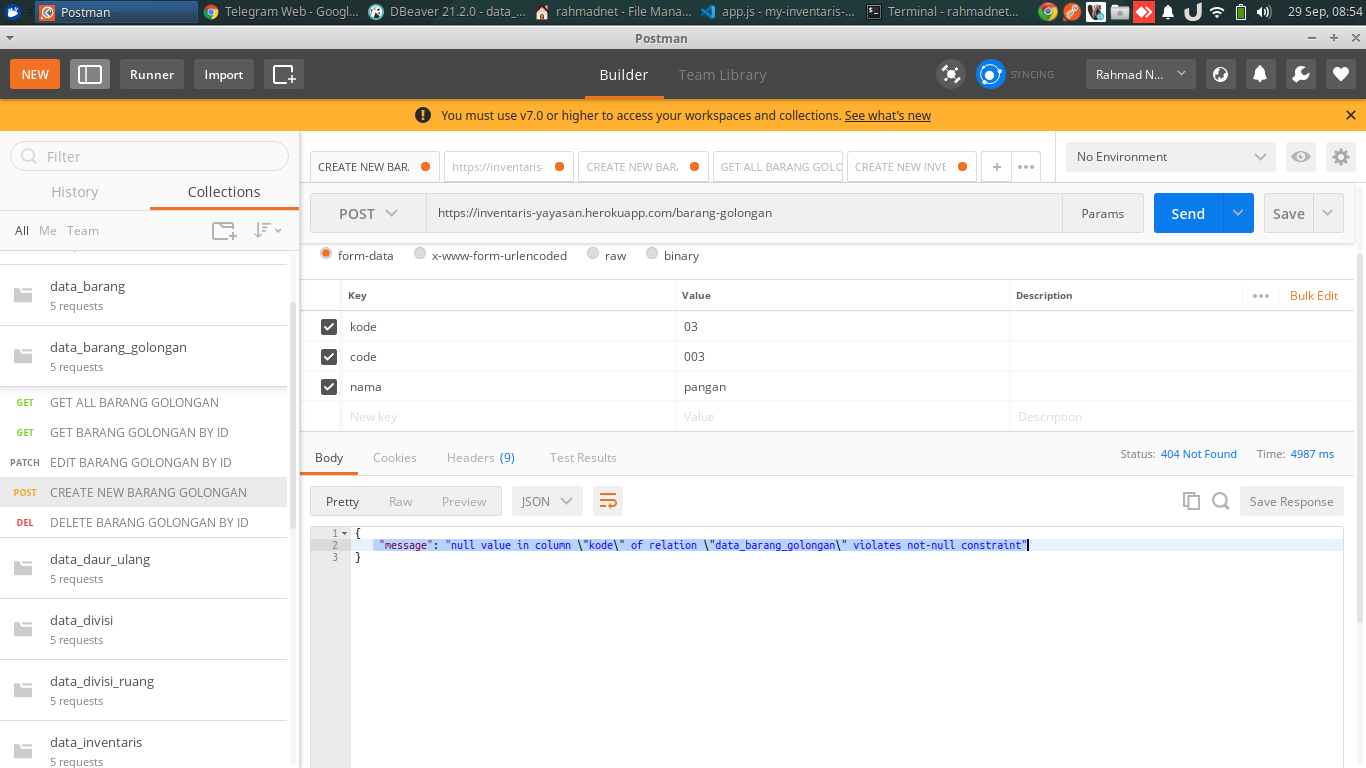 Postman
Telegram Web - Googl...
DBeaver 21.2.0 - data_...
rahmadnet - File Mana...
app.js - my-inventaris-...
Terminal - rahmadnet...
29 Sep, 08:54
Postman
NEW
Runner
Import
Builder
Team Library
SYNCING
Rahmad N...
You must use v7.0 or higher to access your workspaces and collections. See what's new
Filter
History
Collections
All Me Team
data_barang
5 requests
data_barang_golongan
5 requests
GET GET ALL BARANG GOLONGAN
GET GET BARANG GOLONGAN BY ID
PATCH EDIT BARANG GOLONGAN BY ID
POST CREATE NEW BARANG GOLONGAN
DEL DELETE BARANG GOLONGAN BY ID
data_daur_ulang
5 requests
data_divisi
5 requests
data_divisi_ruang
5 requests
data_inventaris
5 requests
CREATE NEW BAR.
https://inventaris-
CREATE NEW BAR.
GET ALL BARANG GOLO
CREATE NEW INVE
No Environment
POST
https://inventaris-yayasan.herokuapp.com/barang-golongan
Params
Send
Save
form-data
x-www-form-urlencoded
raw
binary
Key Value Description
Bulk Edit
kode 03
code 003
nama pangan
New key Value Description
Body
Cookies
Headers (9)
Test Results
Status: 404 Not Found
Time: 4987 ms
Pretty
Raw
Preview
JSON
Save Response
1 {
2 "message": "null value in column \"kode\" of relation \"data_barang_golongan\" violates not-null constraint"
3 }